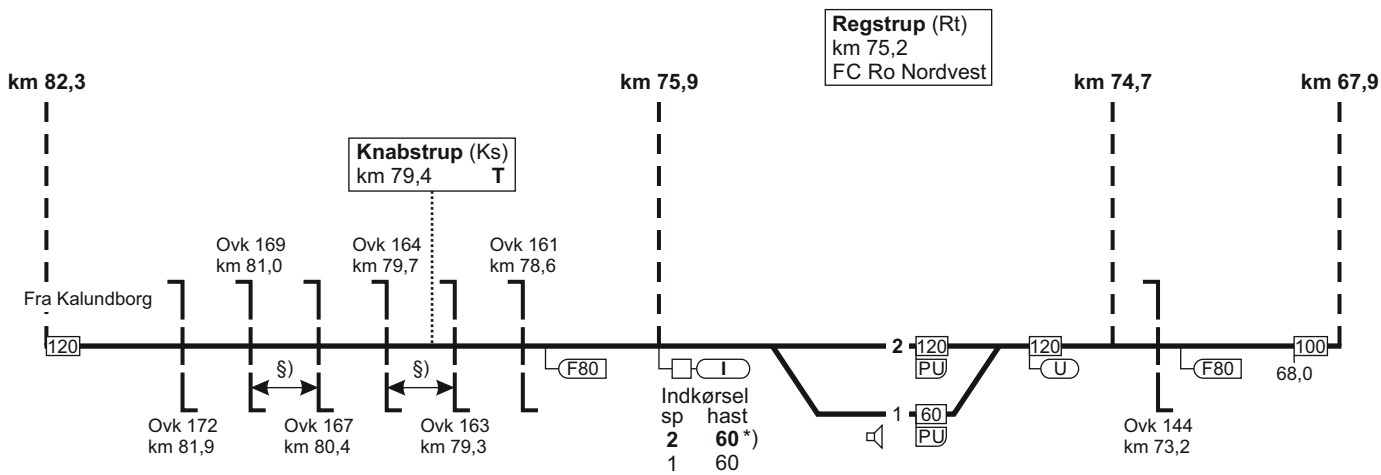 Regstrup (Rt)
km 75,2
FC Ro Nordvest
km 82,3
km 75,9
km 74,7
km 67,9
Knabstrup (Ks)
km 79,4 T
Ovk 169
km 81,0
Ovk 164
km 79,7
Ovk 161
km 78,6
Fra Kalundborg
120
§)
§)
F80
I
2 120
PU
120
U
F80
100
68,0
Ovk 172
km 81,9
Ovk 167
km 80,4
Ovk 163
km 79,3
Indkørsel
sp hast
2 60 *)
1 60
1 60
PU
Ovk 144
km 73,2